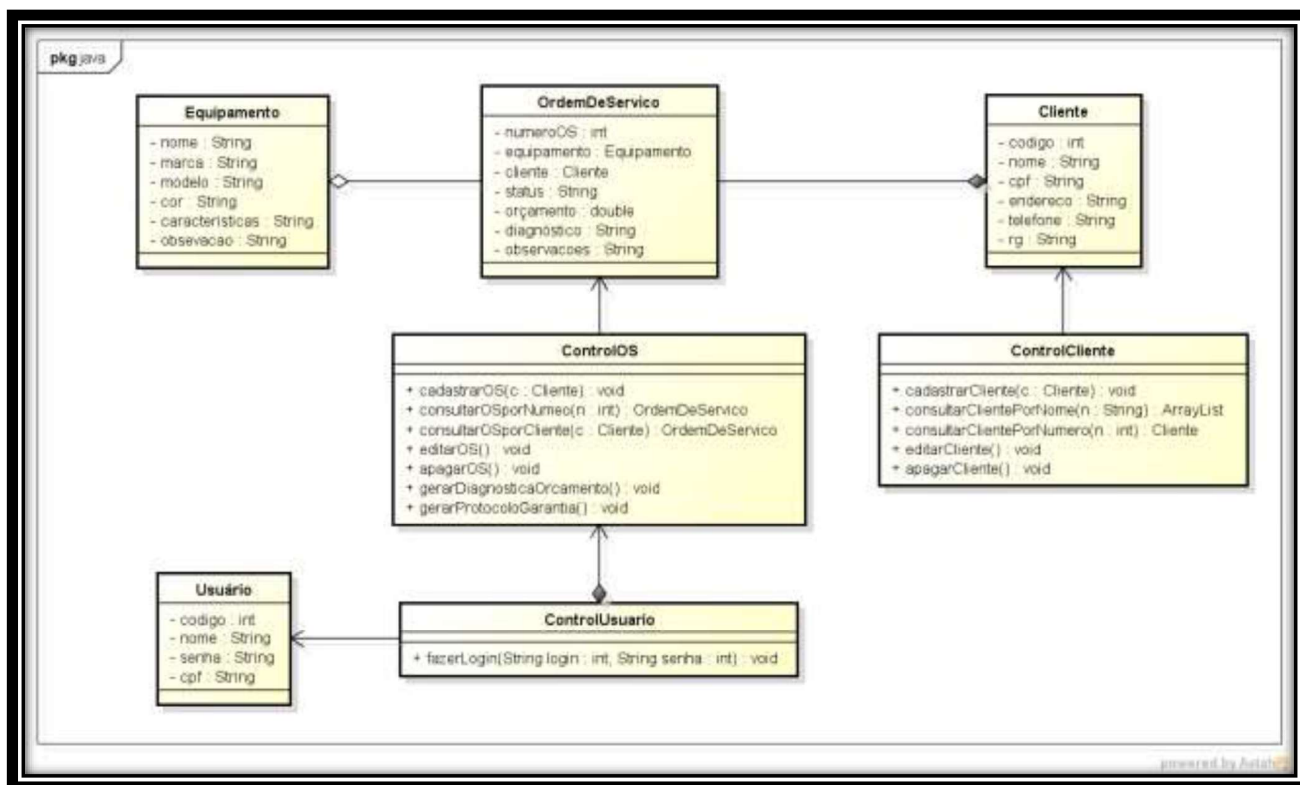 pkg java
Equipamento
- nome : String
- marca : String
- modelo : String
- cor : String
- caracteristicas : String
- obsevacao : String
OrdemDeServico
- numeroOS : int
- equipamento : Equipamento
- cliente : Cliente
- status : String
- orçamento : double
- diagnóstico : String
- observacoes : String
Cliente
- codigo : int
- nome : String
- cpf : String
- endereco : String
- telefone : String
- rg : String
ControlOS
+ cadastrarOS(c : Cliente) : void
+ consultarOSporNumeo(n : int) : OrdemDeServico
+ consultarOSporCliente(c : Cliente) : OrdemDeServico
+ editarOS() : void
+ apagarOS() : void
+ gerarDiagnosticaOrcamento() : void
+ gerarProtocoloGarantia() : void
ControlCliente
+ cadastrarCliente(c : Cliente) : void
+ consultarClientePorNome(n : String) : ArrayList
+ consultarClientePorNumero(n : int) : Cliente
+ editarCliente() : void
+ apagarCliente() : void
Usuário
- codigo : int
- nome : String
- senha : String
- cpf : String
ControlUsuario
+ fazerLogin(String login : int, String senha : int) : void
powered by Astah